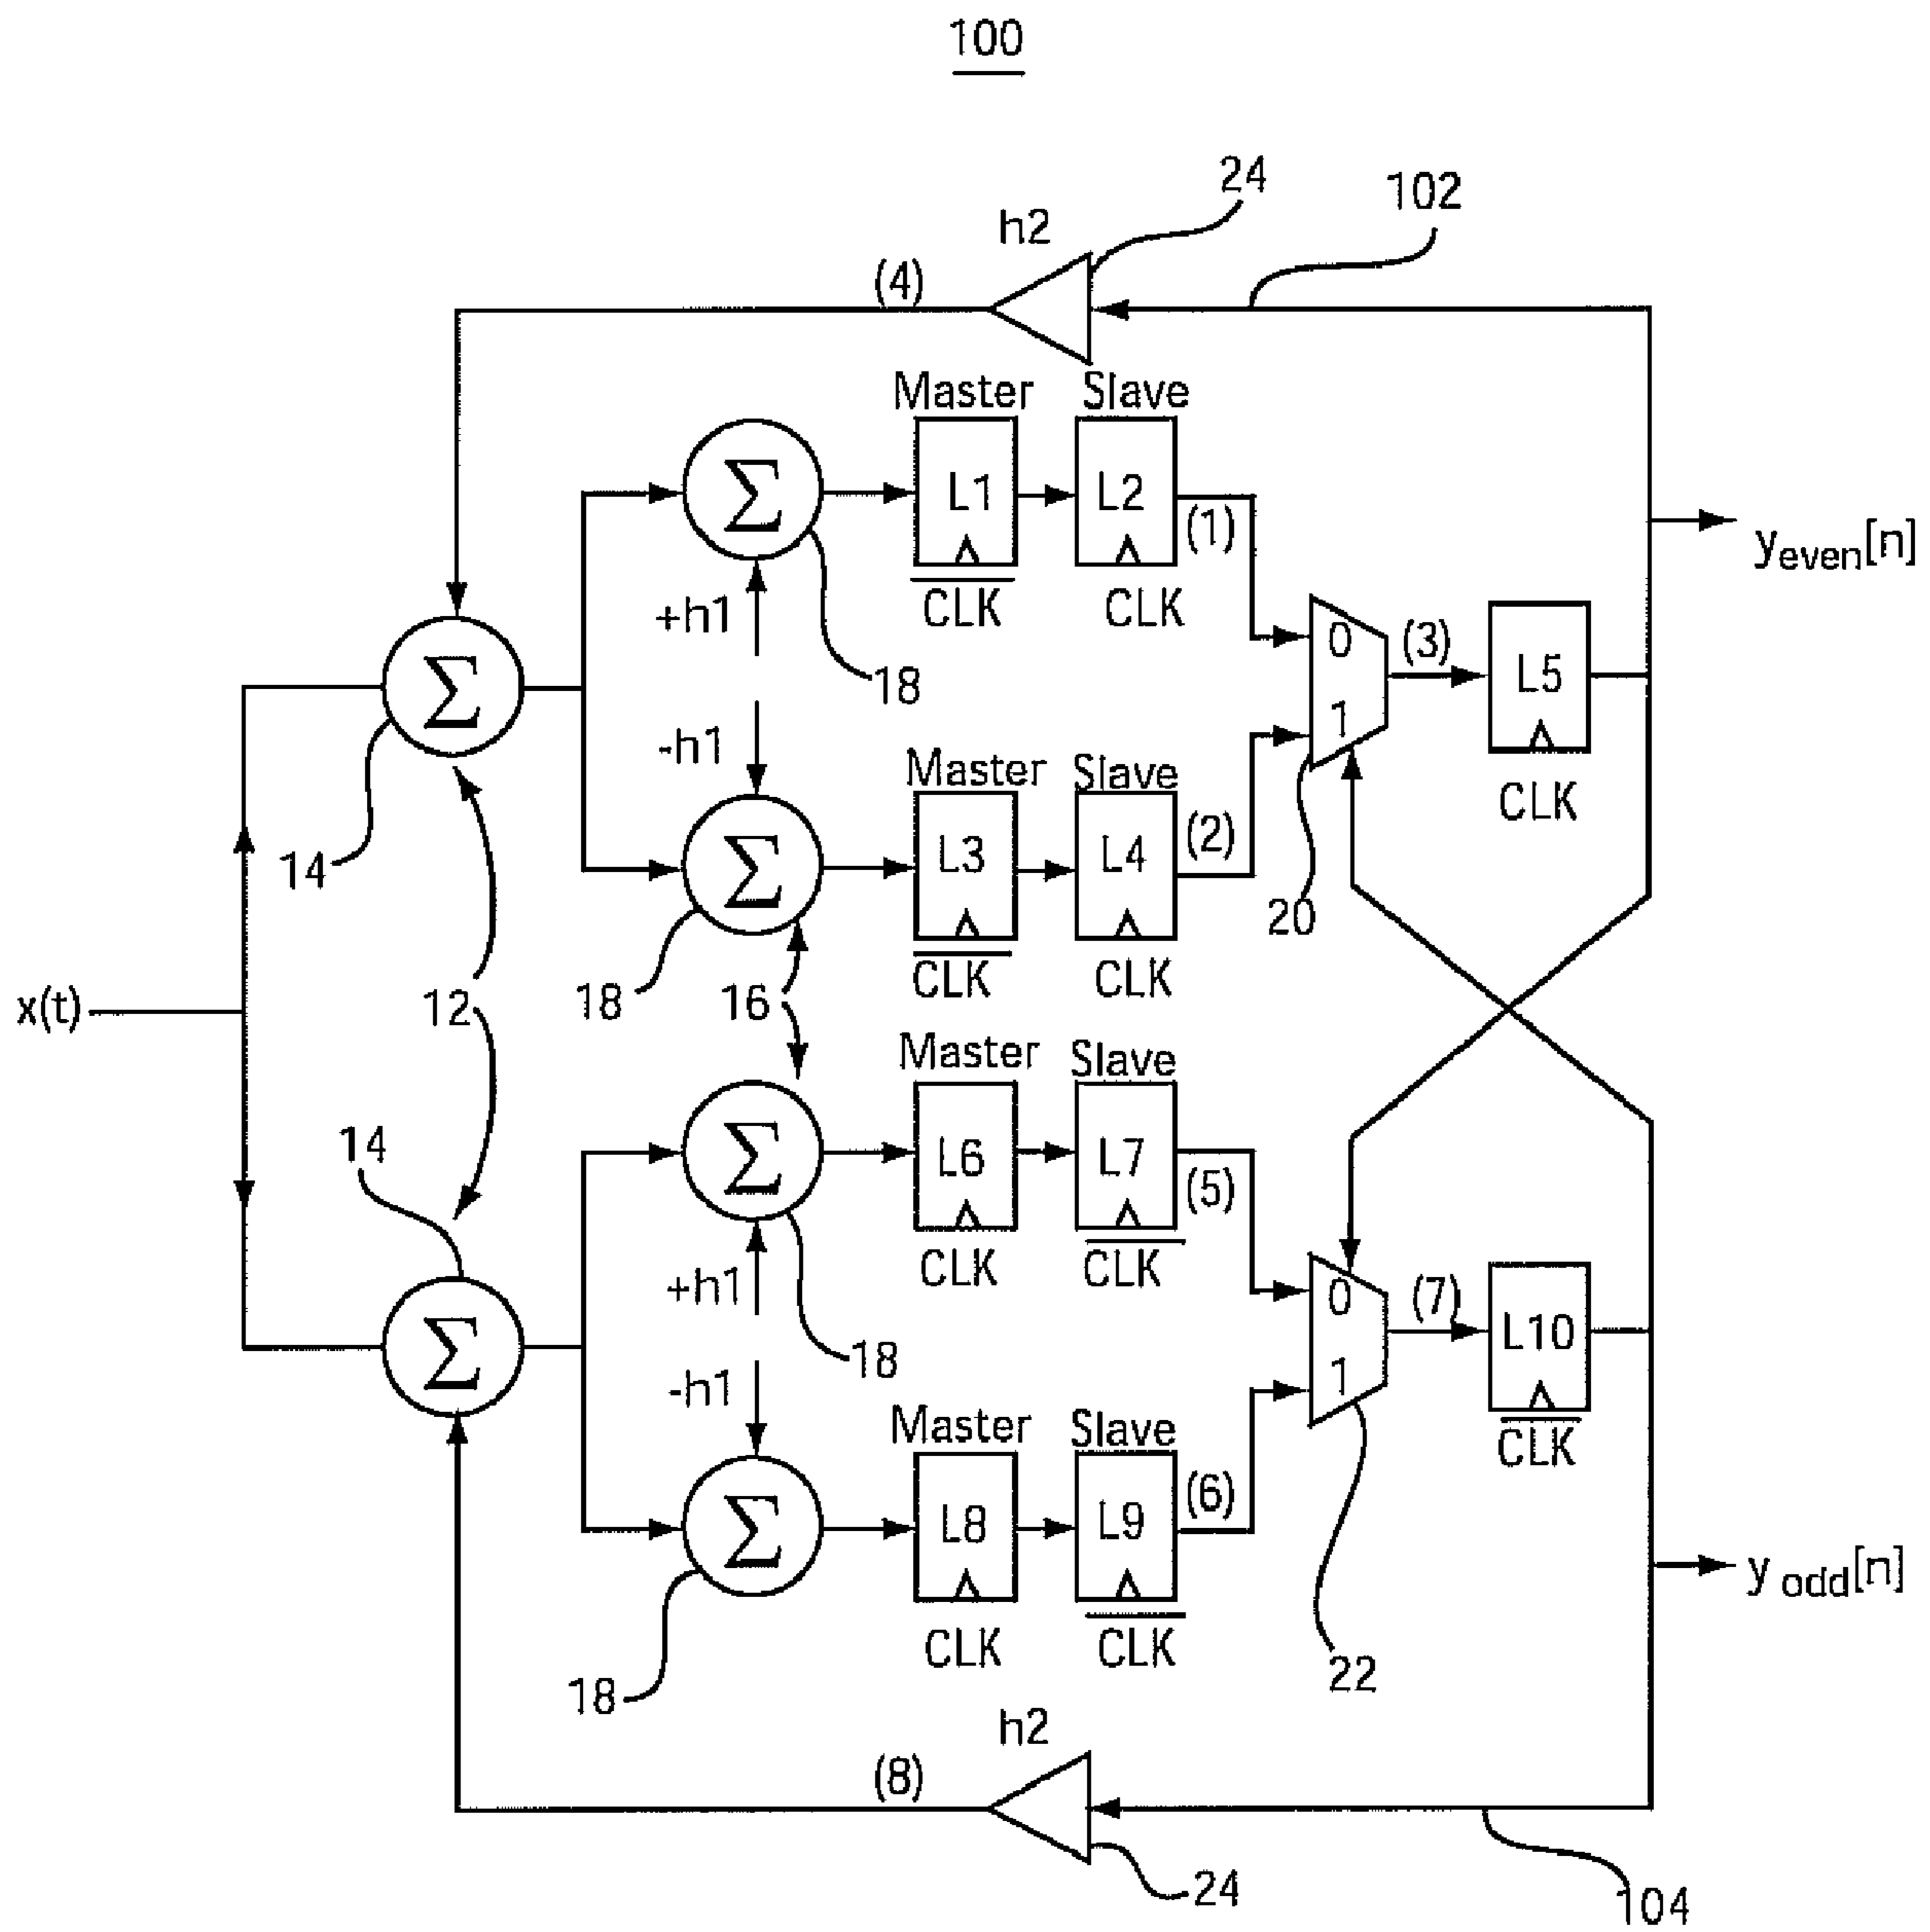 100
24
102
h2
(4)
Master Slave
Σ L1 L2
(1)
CLK CLK
+h1
18
yeven[n]
Σ
0
1
(3)
L5
CLK
-h1
14
Master Slave
Σ L3 L4
(2)
CLK CLK
20
18
16
12
x(t)
Master Slave
Σ L6 L7
(5)
CLK CLK
14
+h1
18
Σ
0
1
(7)
L10
CLK
-h1
Master Slave
Σ L8 L9
(6)
CLK CLK
yodd[n]
22
18
h2
(8)
24
104